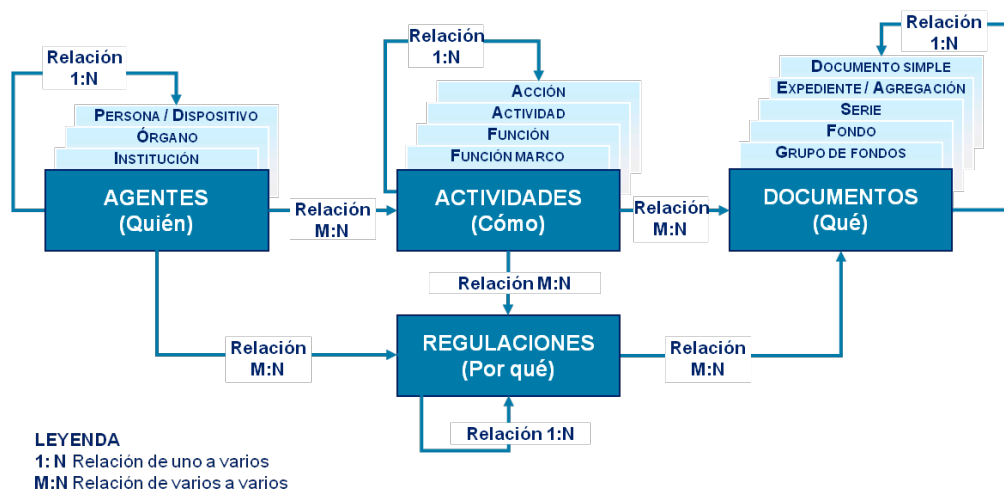 Relación
1:N
PERSONA / DISPOSITIVO
ÓRGANO
INSTITUCIÓN
AGENTES
(Quién)
Relación
M:N
Relación
1:N
ACCIÓN
ACTIVIDAD
FUNCIÓN
FUNCIÓN MARCO
ACTIVIDADES
(Cómo)
Relación
M:N
Relación
1:N
DOCUMENTO SIMPLE
EXPEDIENTE / AGREGACIÓN
SERIE
FONDO
GRUPO DE FONDOS
DOCUMENTOS
(Qué)
Relación M:N
Relación
M:N
REGULACIONES
(Por qué)
Relación
M:N
Relación 1:N
LEYENDA
1: N Relación de uno a varios
M:N Relación de varios a varios